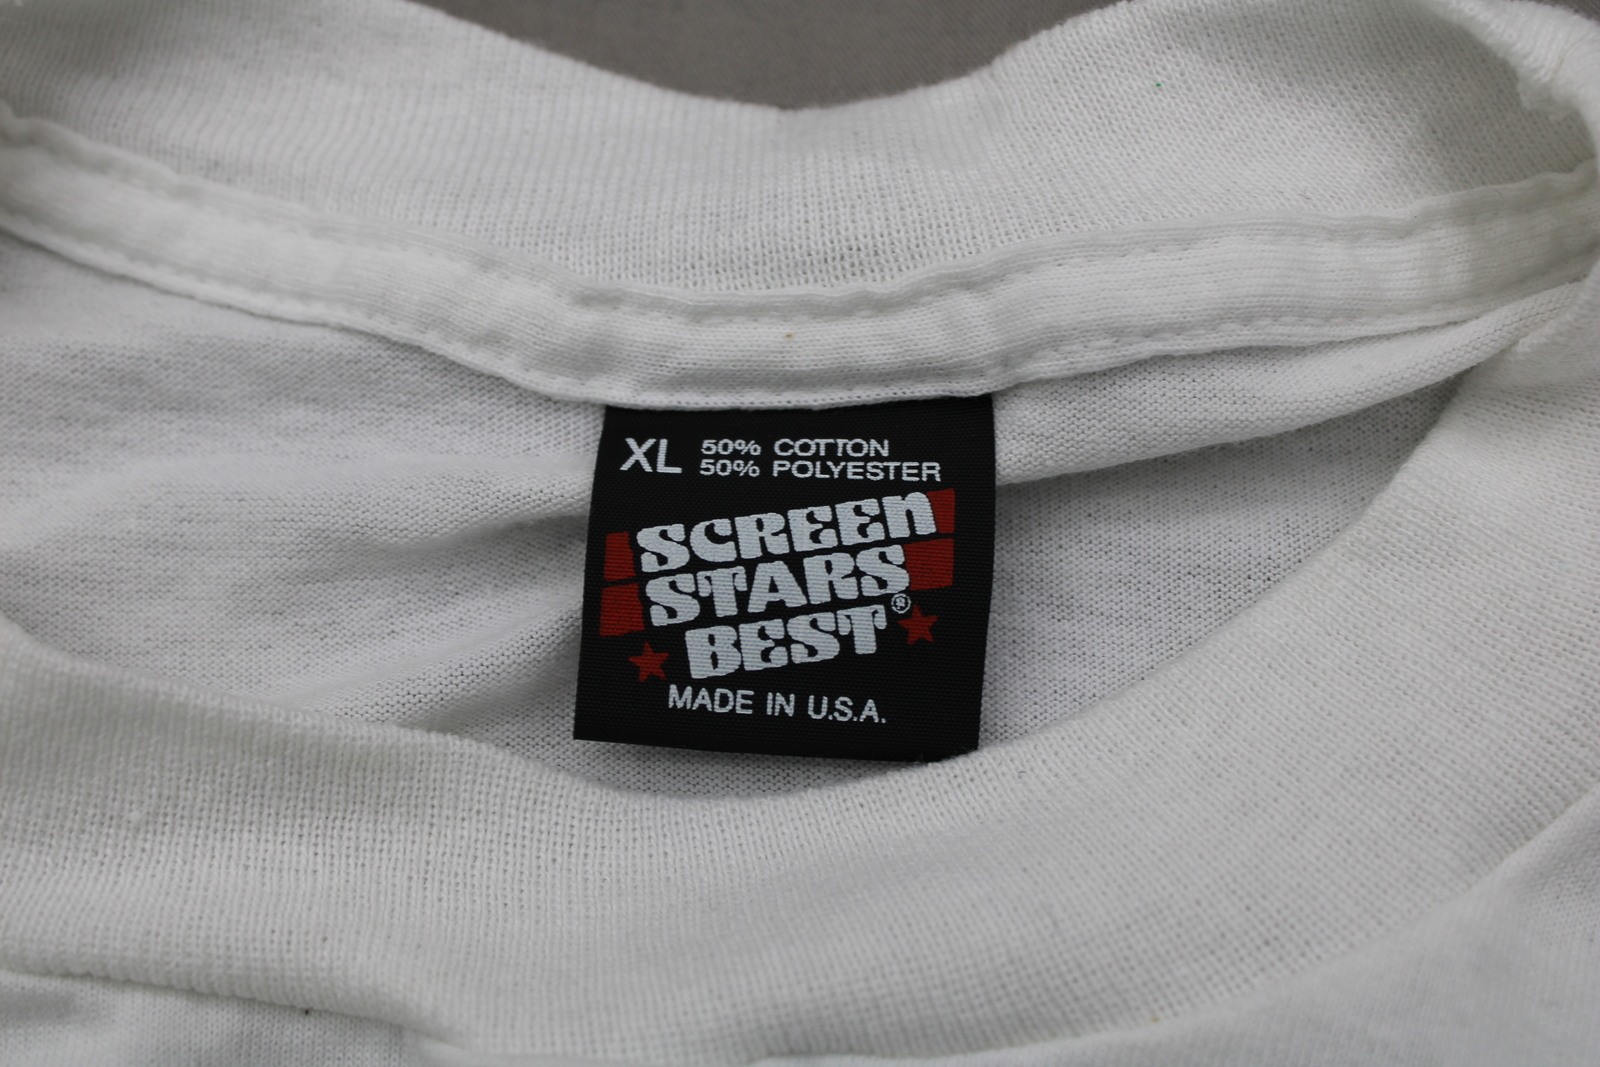 XL 50% COTTON
50% POLYESTER
SCREEN
STARS
BEST®
MADE IN U.S.A.